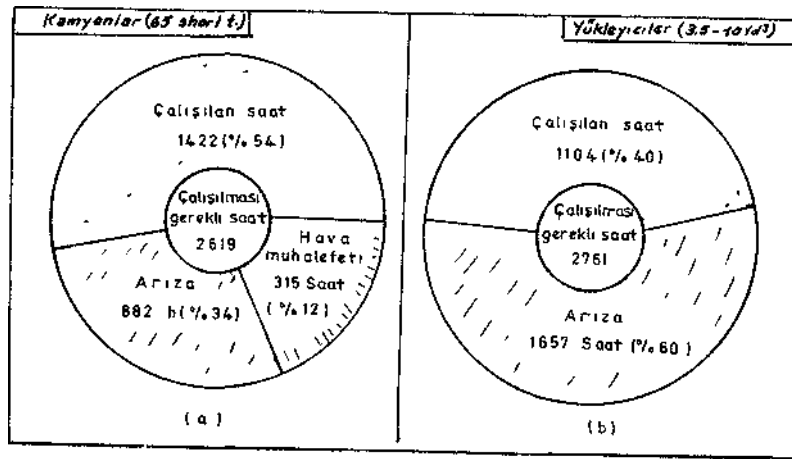 Kamyonlar (65 short t.)
Çalışılan saat
1422 (% 54)
Çalışılması
gerekli saat
2619
Hava
muhalefeti
315 Saat
(% 12)
Arıza
882 h (% 34)
(a)
Yükleyiciler (3.5-10 Yd³)
Çalışılan saat
1104 (% 40)
Çalışılması
gerekli saat
2761
Arıza
1657 Saat (% 60)
(b)